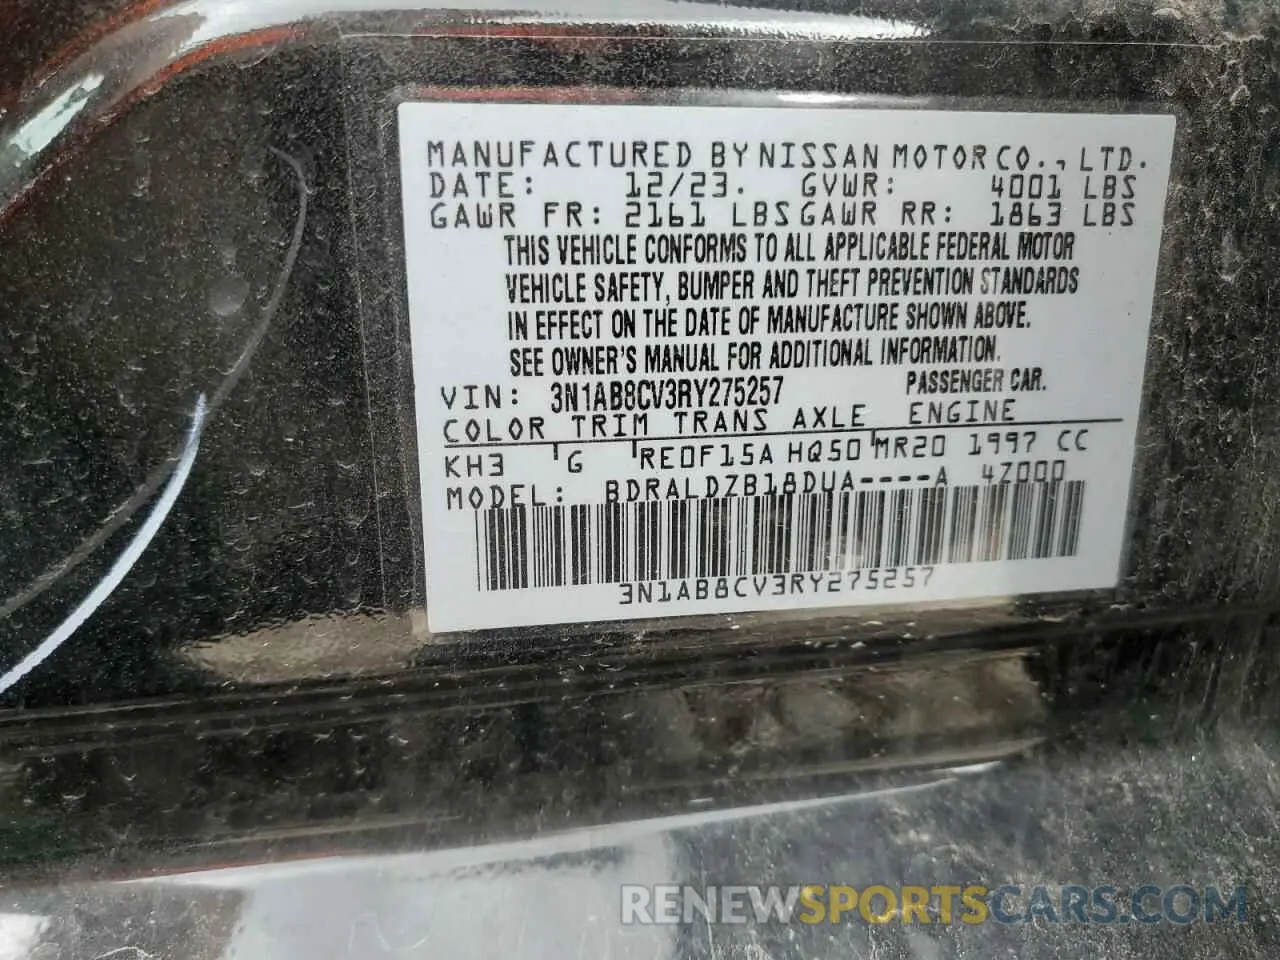 MANUFACTURED BY NISSAN MOTOR CO., LTD.
DATE: 12/23. GVWR: 4001 LBS
GAWR FR: 2161 LBS GAWR RR: 1863 LBS
THIS VEHICLE CONFORMS TO ALL APPLICABLE FEDERAL MOTOR
VEHICLE SAFETY, BUMPER AND THEFT PREVENTION STANDARDS
IN EFFECT ON THE DATE OF MANUFACTURE SHOWN ABOVE.
SEE OWNER'S MANUAL FOR ADDITIONAL INFORMATION.
VIN: 3N1AB8CV3RY275257 PASSENGER CAR.
COLOR TRIM TRANS AXLE ENGINE
KH3 G RE0F15A HQ50 MR20 1997 CC
MODEL: BDRALDZB18DUA----A 4Z000
3N1AB8CV3RY275257
RENEWSPORTSCARS.COM